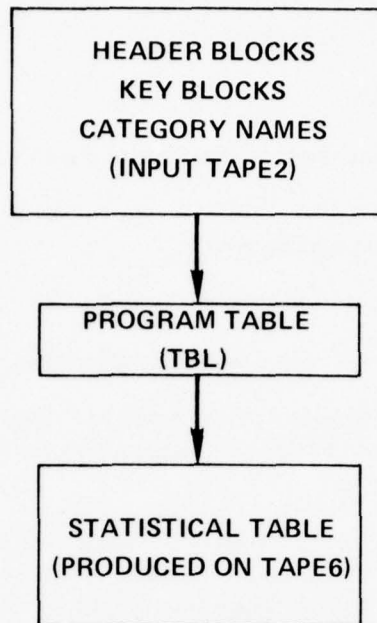 HEADER BLOCKS
KEY BLOCKS
CATEGORY NAMES
(INPUT TAPE2)
PROGRAM TABLE
(TBL)
STATISTICAL TABLE
(PRODUCED ON TAPE6)